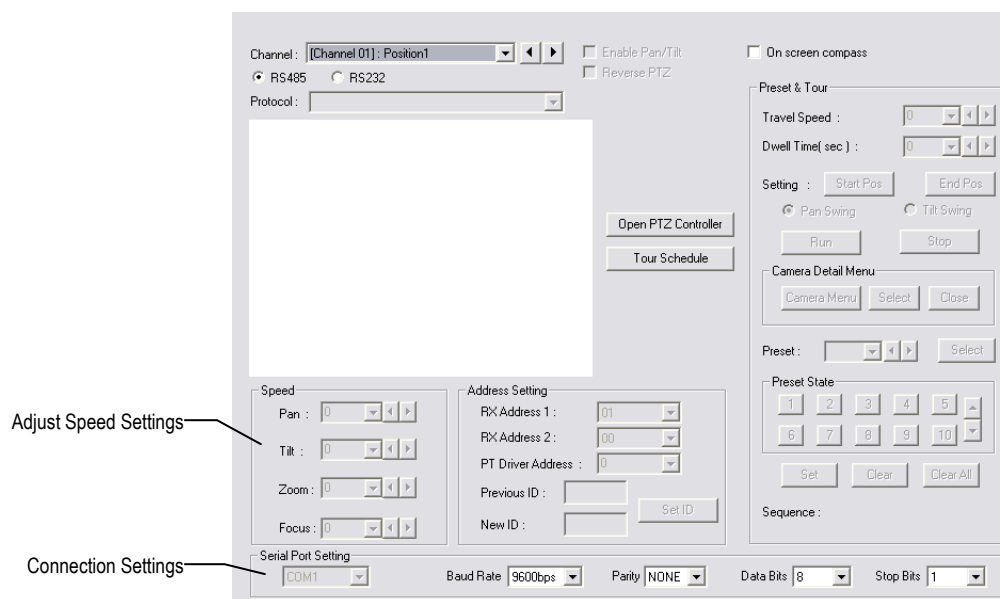 Channel : [Channel 01] : Position1
Enable Pan/Tilt
On screen compass
RS485 RS232
Reverse PTZ
Protocol :
Preset & Tour
Travel Speed : 0
Dwell Time( sec ) : 0
Setting : Start Pos End Pos
Pan Swing Tilt Swing
Run Stop
Open PTZ Controller
Tour Schedule
Camera Detail Menu
Camera Menu Select Close
Preset : Select
Preset State
1 2 3 4 5
6 7 8 9 10
Set Clear Clear All
Sequence :
Adjust Speed Settings
Speed
Pan : 0
Tilt : 0
Zoom : 0
Focus : 0
Address Setting
RX Address 1 : 01
RX Address 2 : 00
PT Driver Address : 0
Previous ID :
New ID :
Set ID
Connection Settings
Serial Port Setting
COM1 Baud Rate 9600bps Parity NONE Data Bits 8 Stop Bits 1